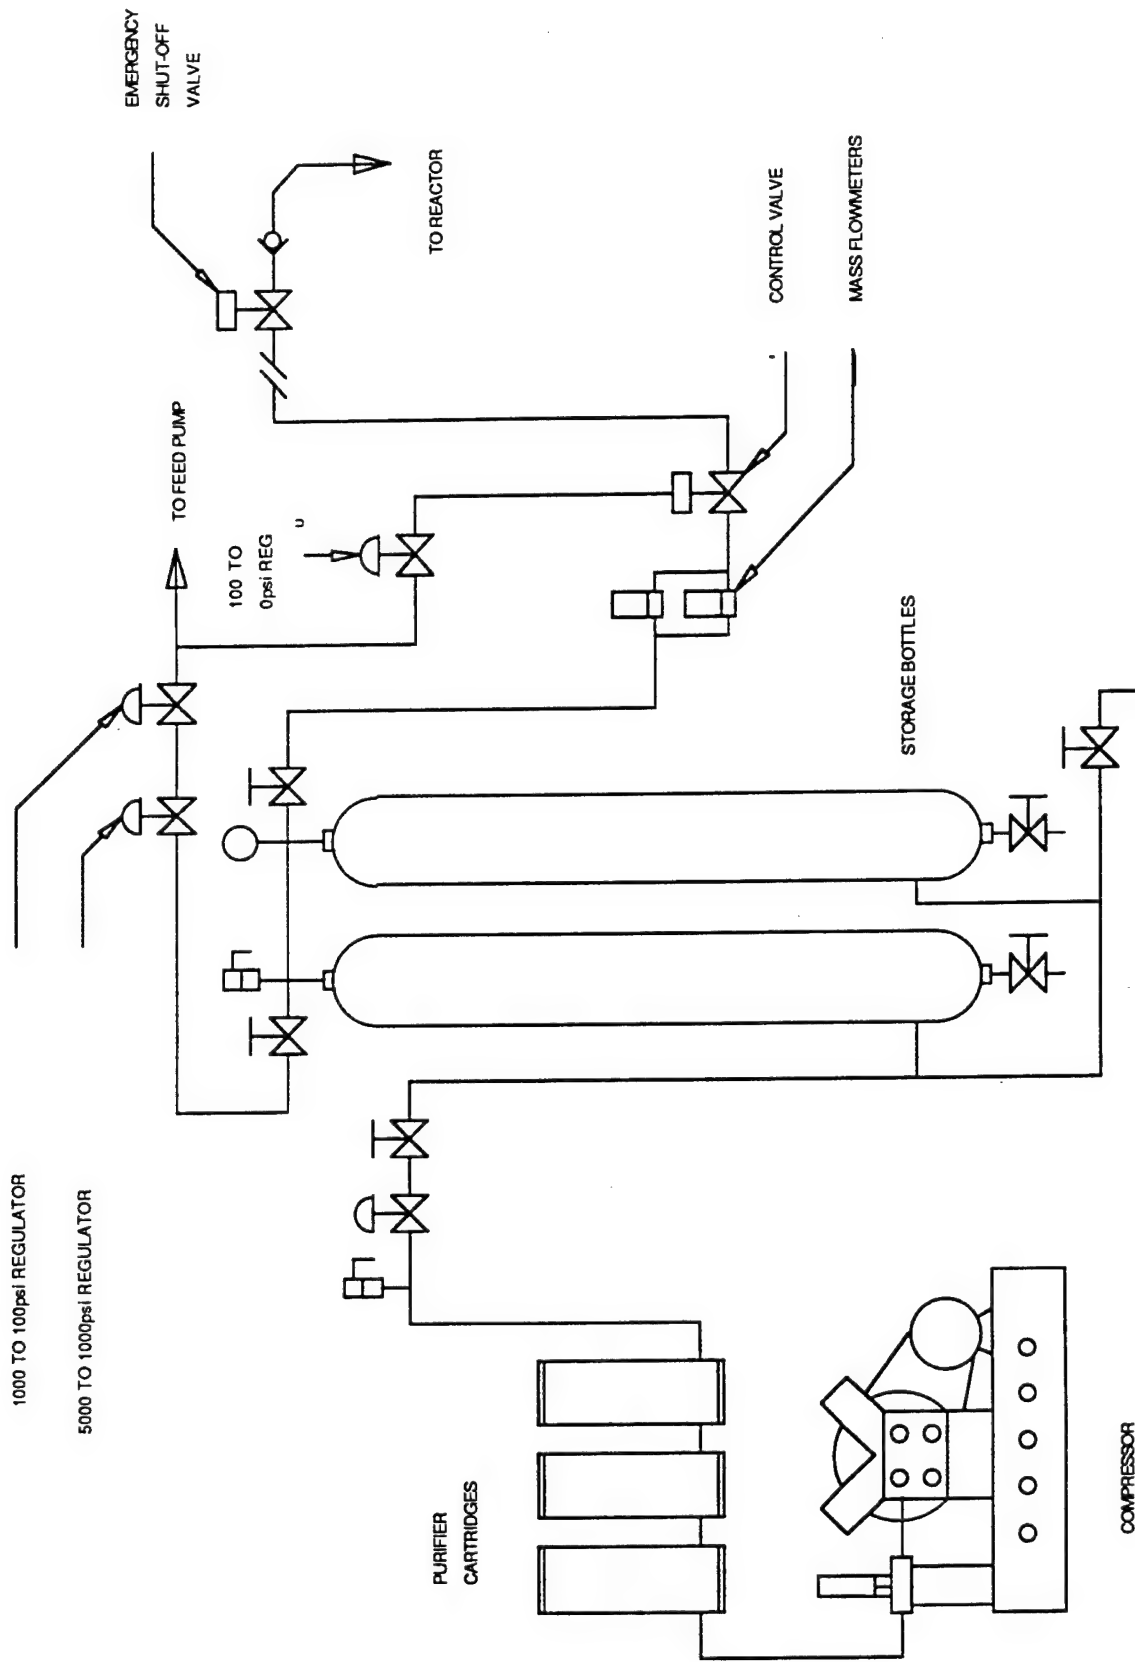 1000 TO 100psi REGULATOR
5000 TO 1000psi REGULATOR
EMERGENCY
SHUT-OFF
VALVE
TO REACTOR
TO FEED PUMP
100 TO
0psi REG
CONTROL VALVE
MASS FLOWMETERS
STORAGE BOTTLES
PURIFIER
CARTRIDGES
COMPRESSOR